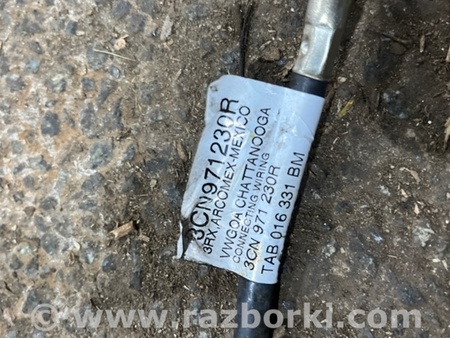 3CN971230R
3RX,ARCOMEX-MEXICO
VWGOA CHATTANOOGA
CONNECTING WIRING
3CN 971 230R
TAB 016 331 BM
© www.razborki.com